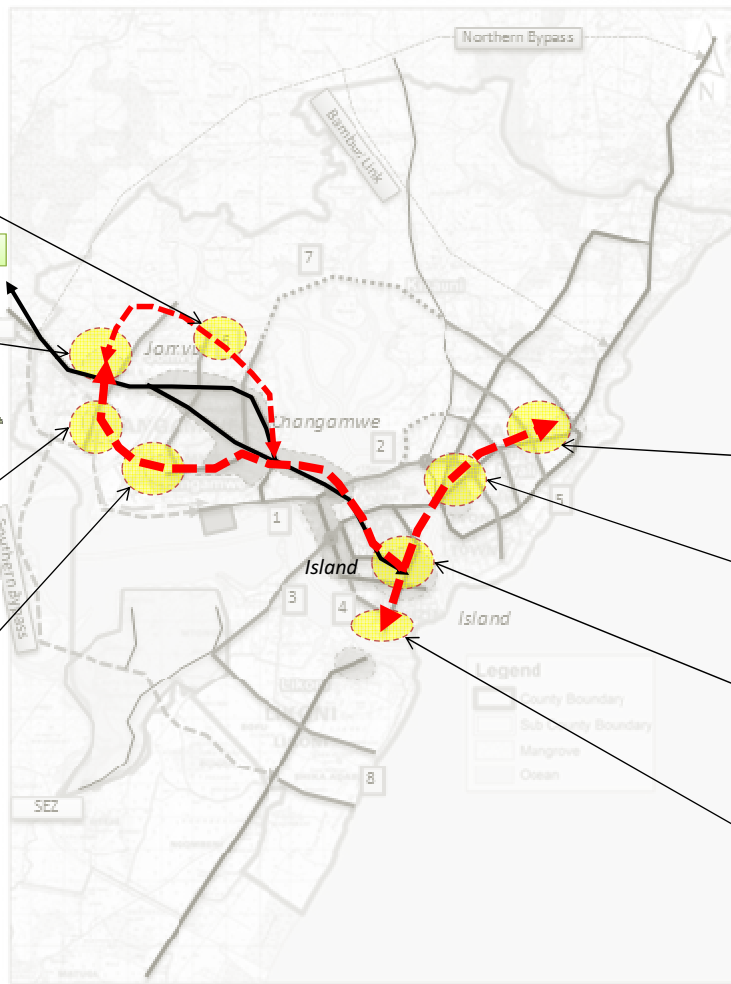 Northern Bypass
N
Bamburi Link
7
Kisauni
Jomvu
6
Changamwe
2
5
1
Island
3
4
Island
Southern Bypass
LIKONI
Legend
County Boundary
Sub County Boundary
Mangrove
Ocean
8
SEZ